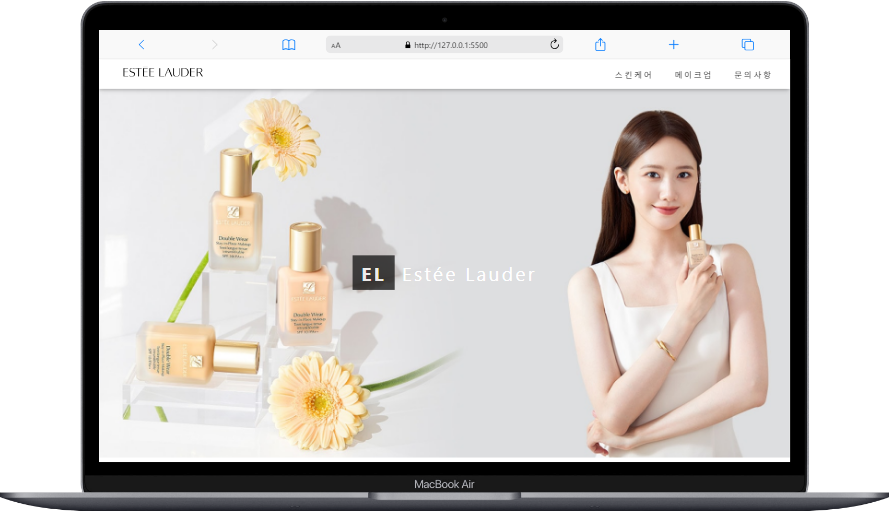 AA
http://127.0.0.1:5500
ESTEE LAUDER
스킨케어 메이크업 문의사항
Double Wear
EL Estée Lauder
Double Wear
Double Wear
MacBook Air